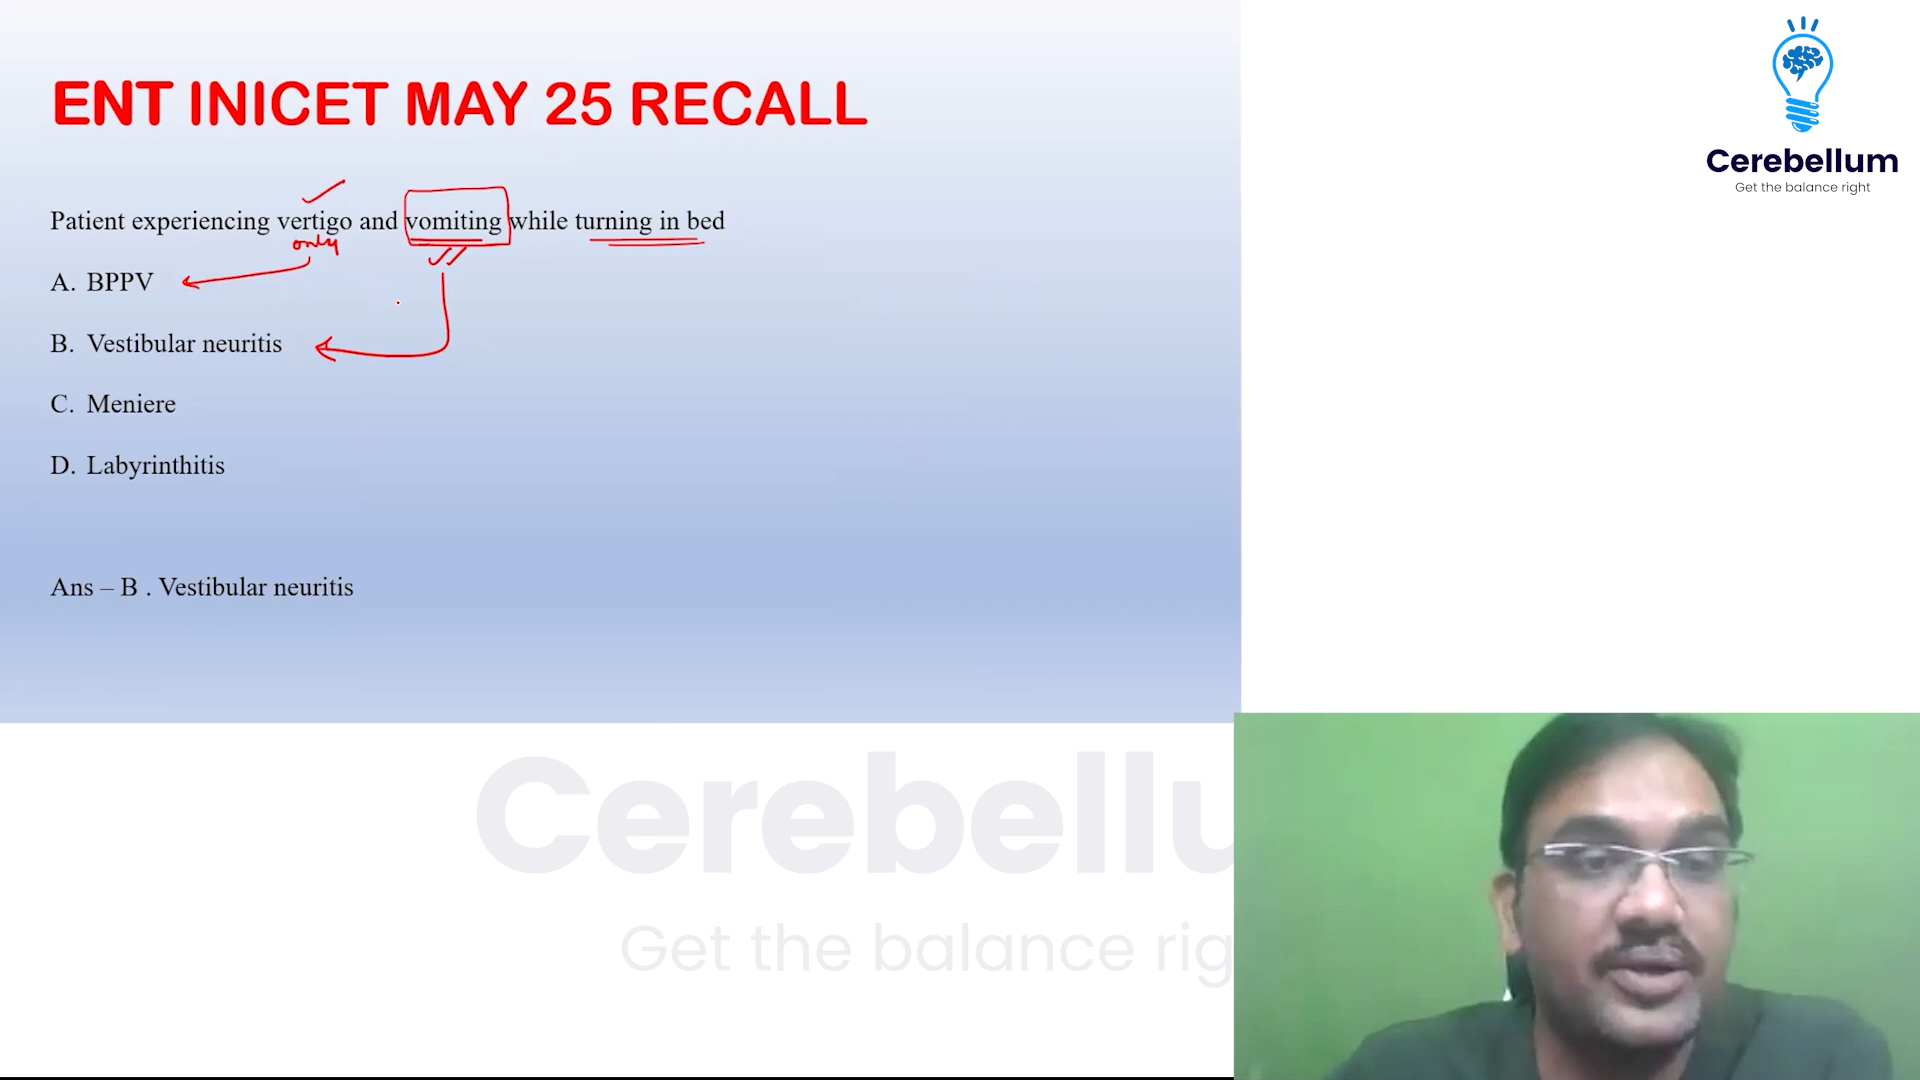 ENT INICET MAY 25 RECALL
Patient experiencing vertigo and vomiting while turning in bed
only
A. BPPV
B. Vestibular neuritis
C. Meniere
D. Labyrinthitis
Ans – B . Vestibular neuritis
Cerebellum
Get the balance right
Cerebellu
Get the balance rig